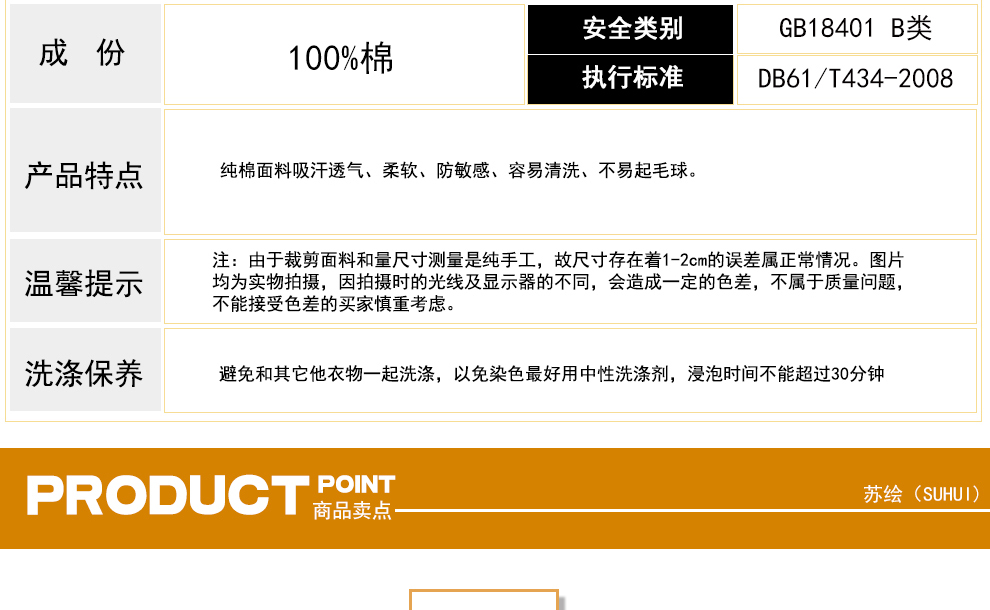 成 份
100%棉
安全类别
GB18401 B类
执行标准
DB61/T434-2008
产品特点
纯棉面料吸汗透气、柔软、防敏感、容易清洗、不易起毛球。
温馨提示
注：由于裁剪面料和量尺寸测量是纯手工，故尺寸存在着1-2cm的误差属正常情况。图片
均为实物拍摄，因拍摄时的光线及显示器的不同，会造成一定的色差，不属于质量问题，
不能接受色差的买家慎重考虑。
洗涤保养
避免和其它他衣物一起洗涤，以免染色最好用中性洗涤剂，浸泡时间不能超过30分钟
PRODUCT
POINT
商品卖点
苏绘（SUHUI）